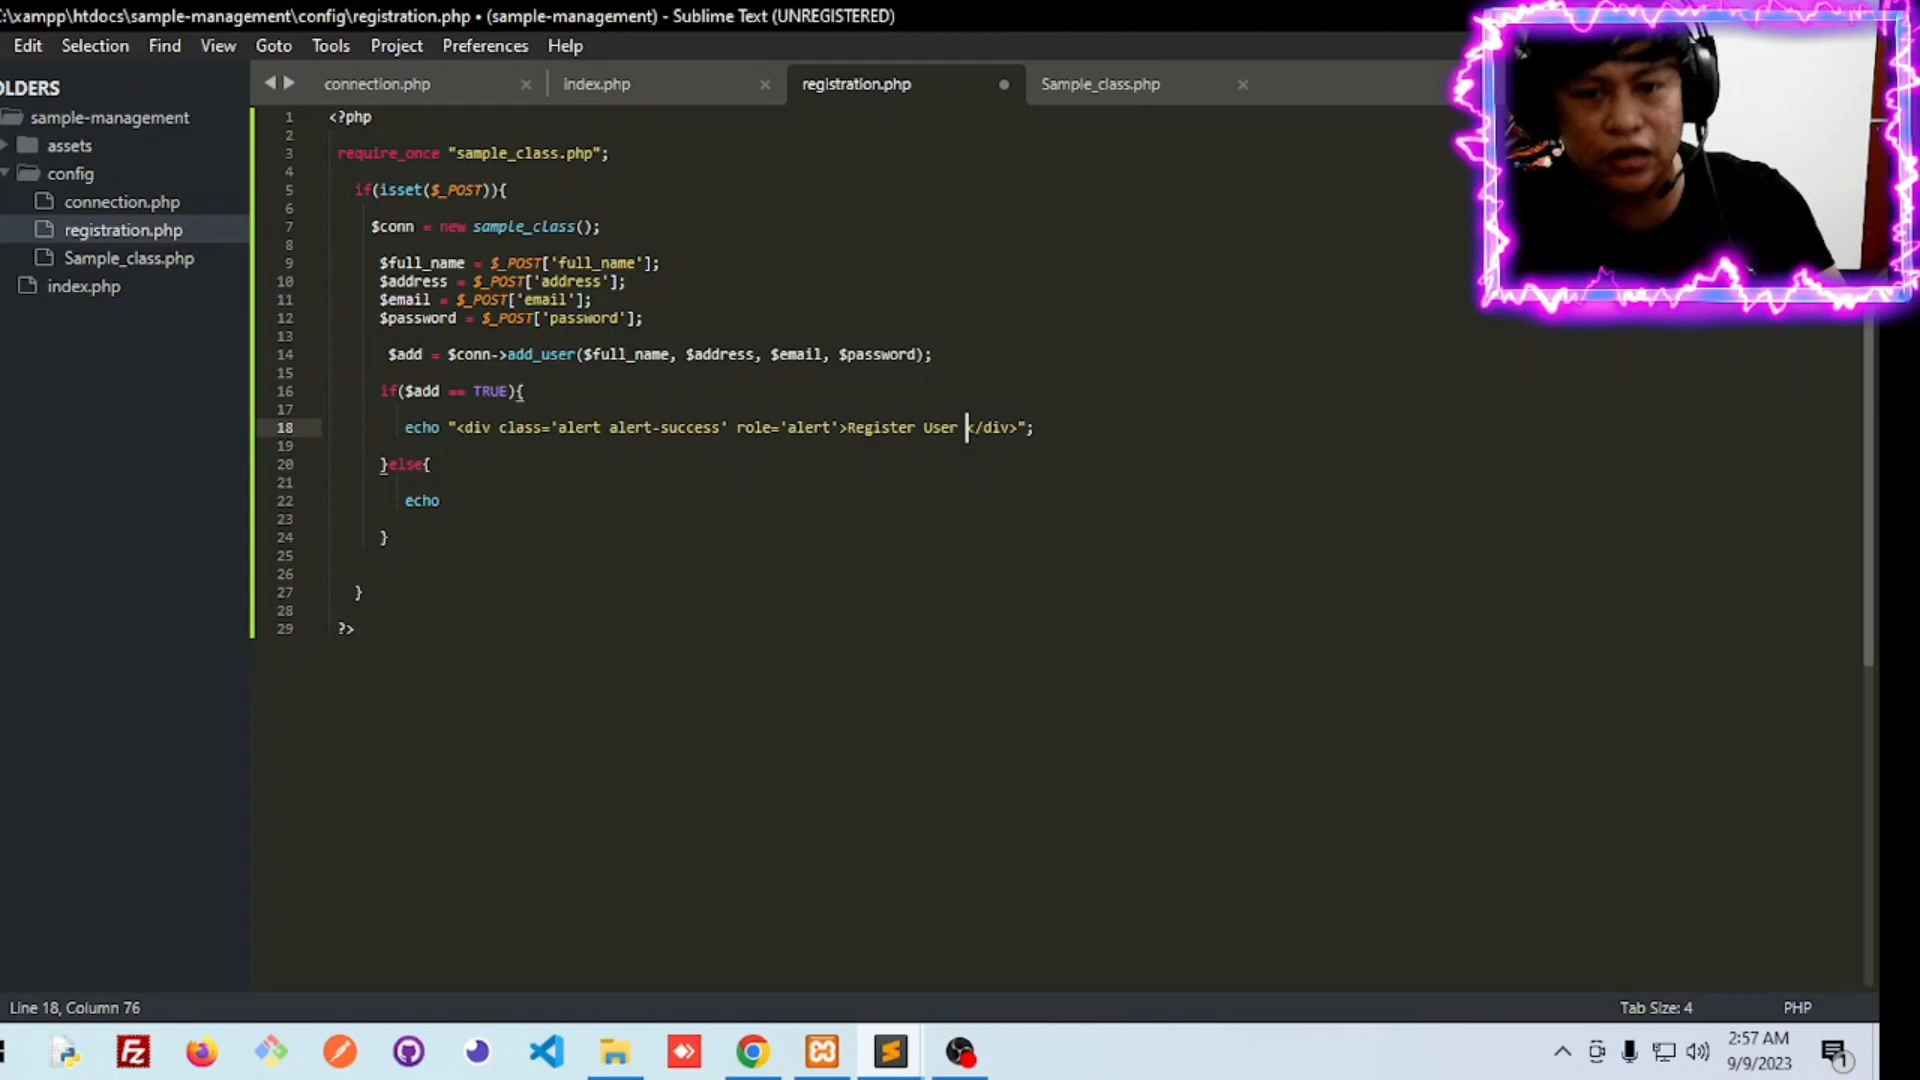 :\xampp\htdocs\sample-management\config\registration.php • (sample-management) - Sublime Text (UNREGISTERED)
Edit Selection Find View Goto Tools Project Preferences Help
OLDERS
sample-management
assets
config
connection.php
registration.php
Sample_class.php
index.php
connection.php
index.php
registration.php
Sample_class.php
1 <?php
2
3 require_once "sample_class.php";
4
5 if(isset($_POST)){
6
7 $conn = new sample_class();
8
9 $full_name = $_POST['full_name'];
10 $address = $_POST['address'];
11 $email = $_POST['email'];
12 $password = $_POST['password'];
13
14 $add = $conn->add_user($full_name, $address, $email, $password);
15
16 if($add == TRUE){
17
18 echo "<div class='alert alert-success' role='alert'>Register User </div>";
19
20 }else{
21
22 echo
23
24 }
25
26
27 }
28
29 ?>
Line 18, Column 76
Tab Size: 4
PHP
2:57 AM
9/9/2023
1